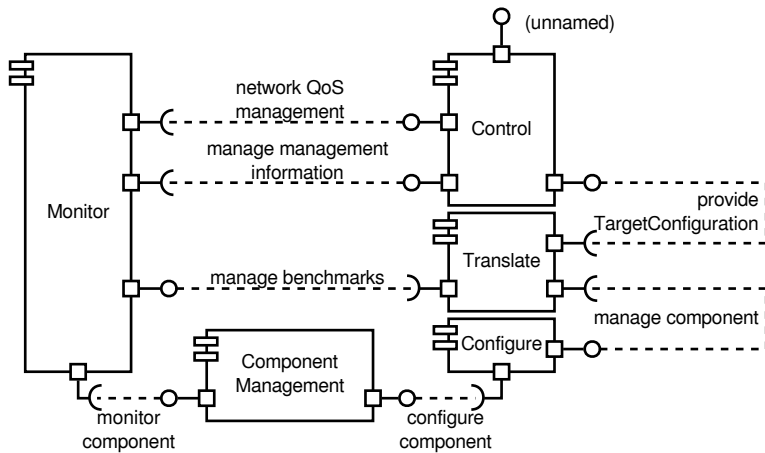 (unnamed)
network QoS
management
Control
manage management
information
Monitor
provide
TargetConfiguration
Translate
manage benchmarks
manage component
Configure
Component
Management
monitor
component
configure
component